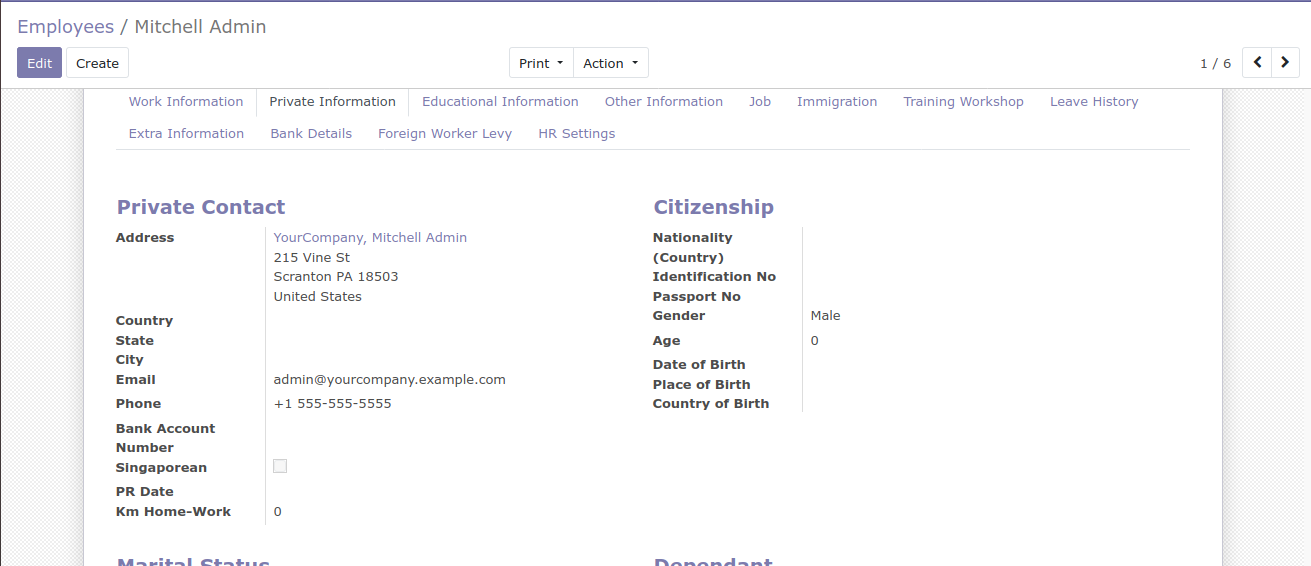 Employees / Mitchell Admin
Edit Create Print Action 1 / 6
Work Information Private Information Educational Information Other Information Job Immigration Training Workshop Leave History
Extra Information Bank Details Foreign Worker Levy HR Settings
Private Contact
Address YourCompany, Mitchell Admin
215 Vine St
Scranton PA 18503
United States
Country
State
City
Email admin@yourcompany.example.com
Phone +1 555-555-5555
Bank Account
Number
Singaporean
PR Date
Km Home-Work 0
Citizenship
Nationality
(Country)
Identification No
Passport No
Gender Male
Age 0
Date of Birth
Place of Birth
Country of Birth
Marital Status
Dependant